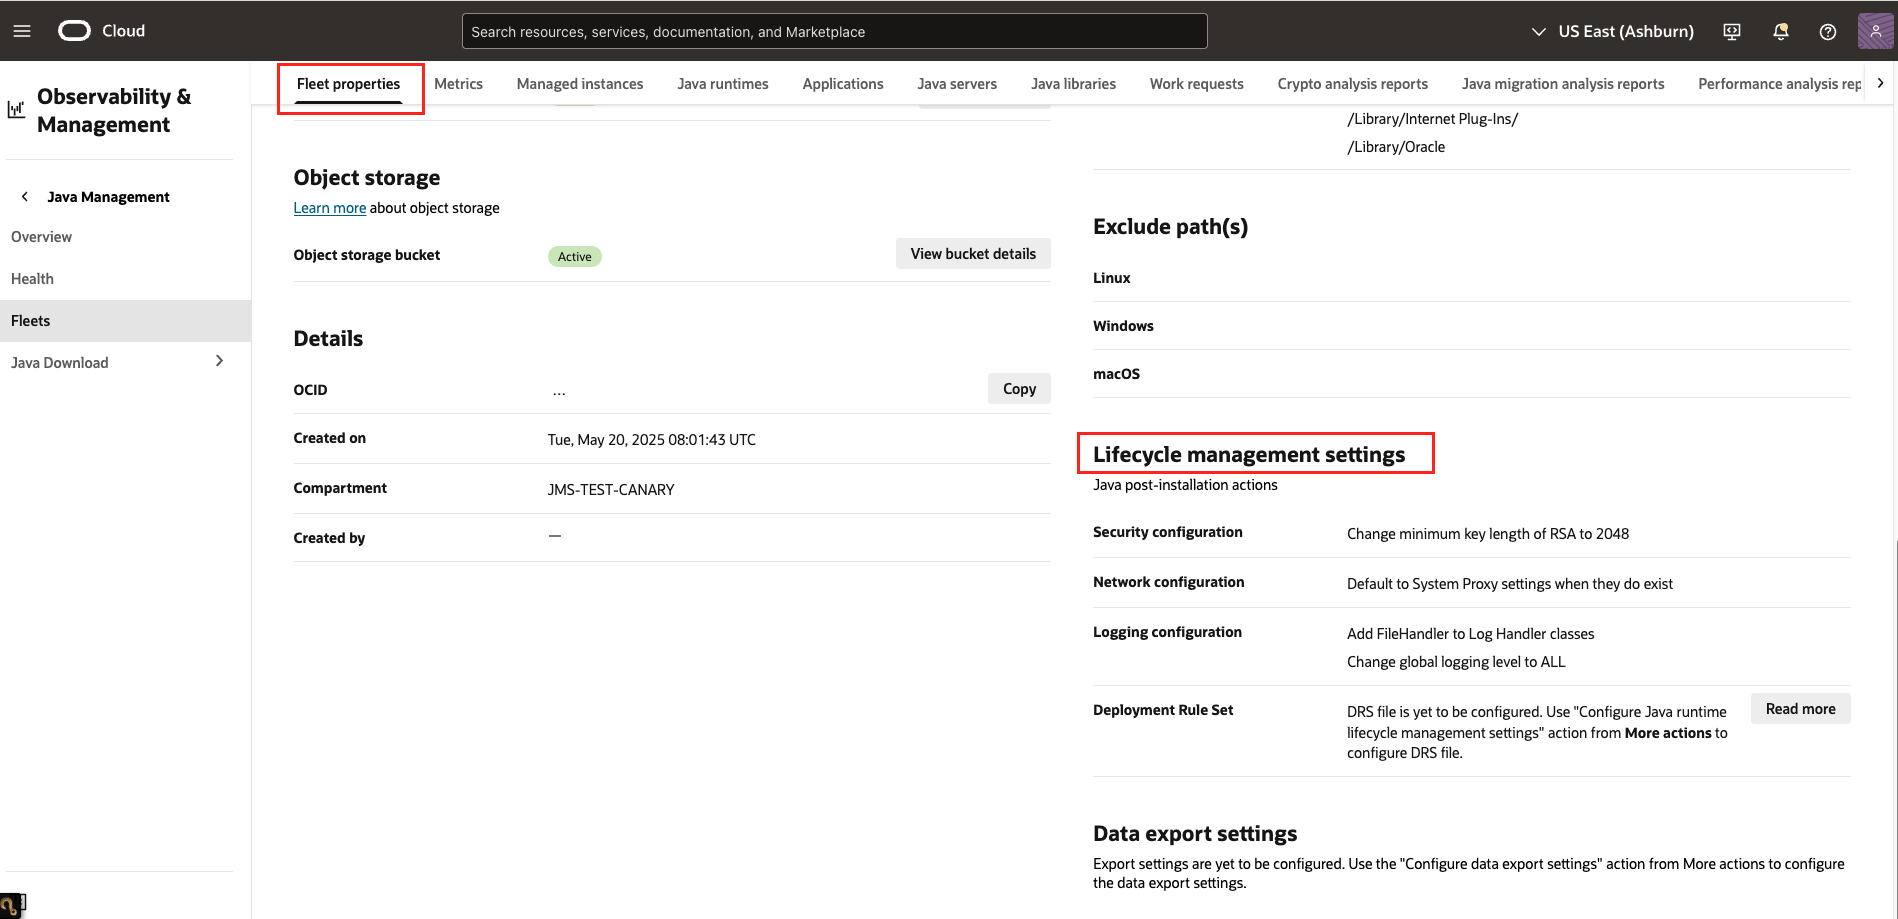 Cloud
Search resources, services, documentation, and Marketplace
US East (Ashburn)
Observability &
Management
Java Management
Overview
Health
Fleets
Java Download
Fleet properties
Metrics
Managed instances
Java runtimes
Applications
Java servers
Java libraries
Work requests
Crypto analysis reports
Java migration analysis reports
Performance analysis rep
Object storage
Learn more about object storage
Object storage bucket
Active
View bucket details
Details
OCID
...
Copy
Created on
Tue, May 20, 2025 08:01:43 UTC
Compartment
JMS-TEST-CANARY
Created by
—
/Library/Internet Plug-Ins/
/Library/Oracle
Exclude path(s)
Linux
Windows
macOS
Lifecycle management settings
Java post-installation actions
Security configuration
Change minimum key length of RSA to 2048
Network configuration
Default to System Proxy settings when they do exist
Logging configuration
Add FileHandler to Log Handler classes
Change global logging level to ALL
Deployment Rule Set
DRS file is yet to be configured. Use "Configure Java runtime
lifecycle management settings" action from More actions to
configure DRS file.
Read more
Data export settings
Export settings are yet to be configured. Use the "Configure data export settings" action from More actions to configure
the data export settings.